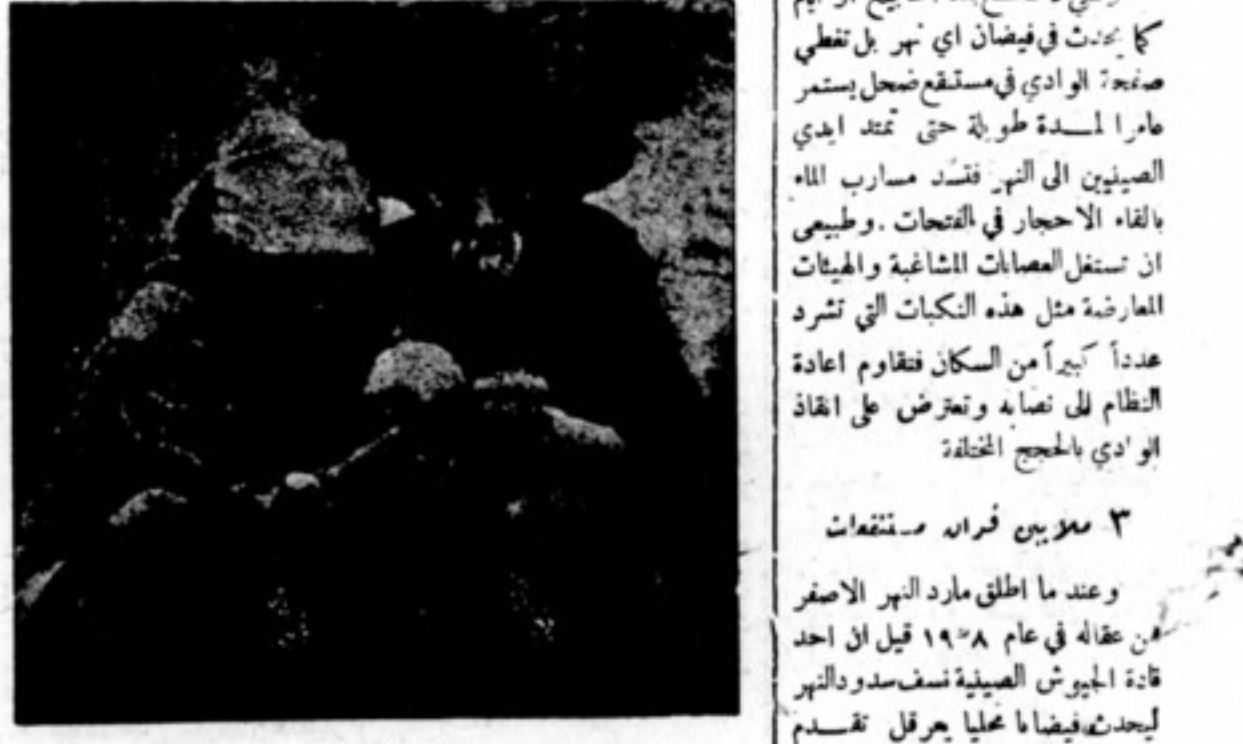 كما يحدث في فيضان اي نهر بل تغطي
صفحة الوادي في مستنقع ضحل يستمر
عامرا لمدة طويلة حتى تمتد ايدي
الصينيين الى النهر فتسد مسارب الماء
بالقاء الاحجار في الفتحات . وطبيعى
ان تستغل العصابات المشاغبة والهيئات
المعارضة مثل هذه النكبات التي تشرد
عدداً كبيراً من السكان فتقاوم اعادة
النظام الى نصابه وتعترض على انقاذ
الوادي بالحجج المختلفة
٣ ملايين فدان مستنقعات
وعند ما اطلق مارد النهر الاصفر
من عقاله في عام ١٩٣٨ قيل ان احد
قادة الجيوش الصينية نسف سدود النهر
ليحدث فيضانا محليا يعرقل تقدم